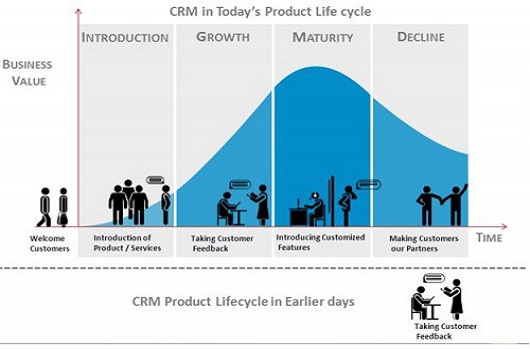 CRM in Today's Product Life cycle
INTRODUCTION
GROWTH
MATURITY
DECLINE
BUSINESS
VALUE
Welcome
Customers
Introduction of
Product / Services
Taking Customer
Feedback
Introducing Customized
Features
Making Customers
our Partners
TIME
CRM Product Lifecycle in Earlier days
Taking Customer
Feedback